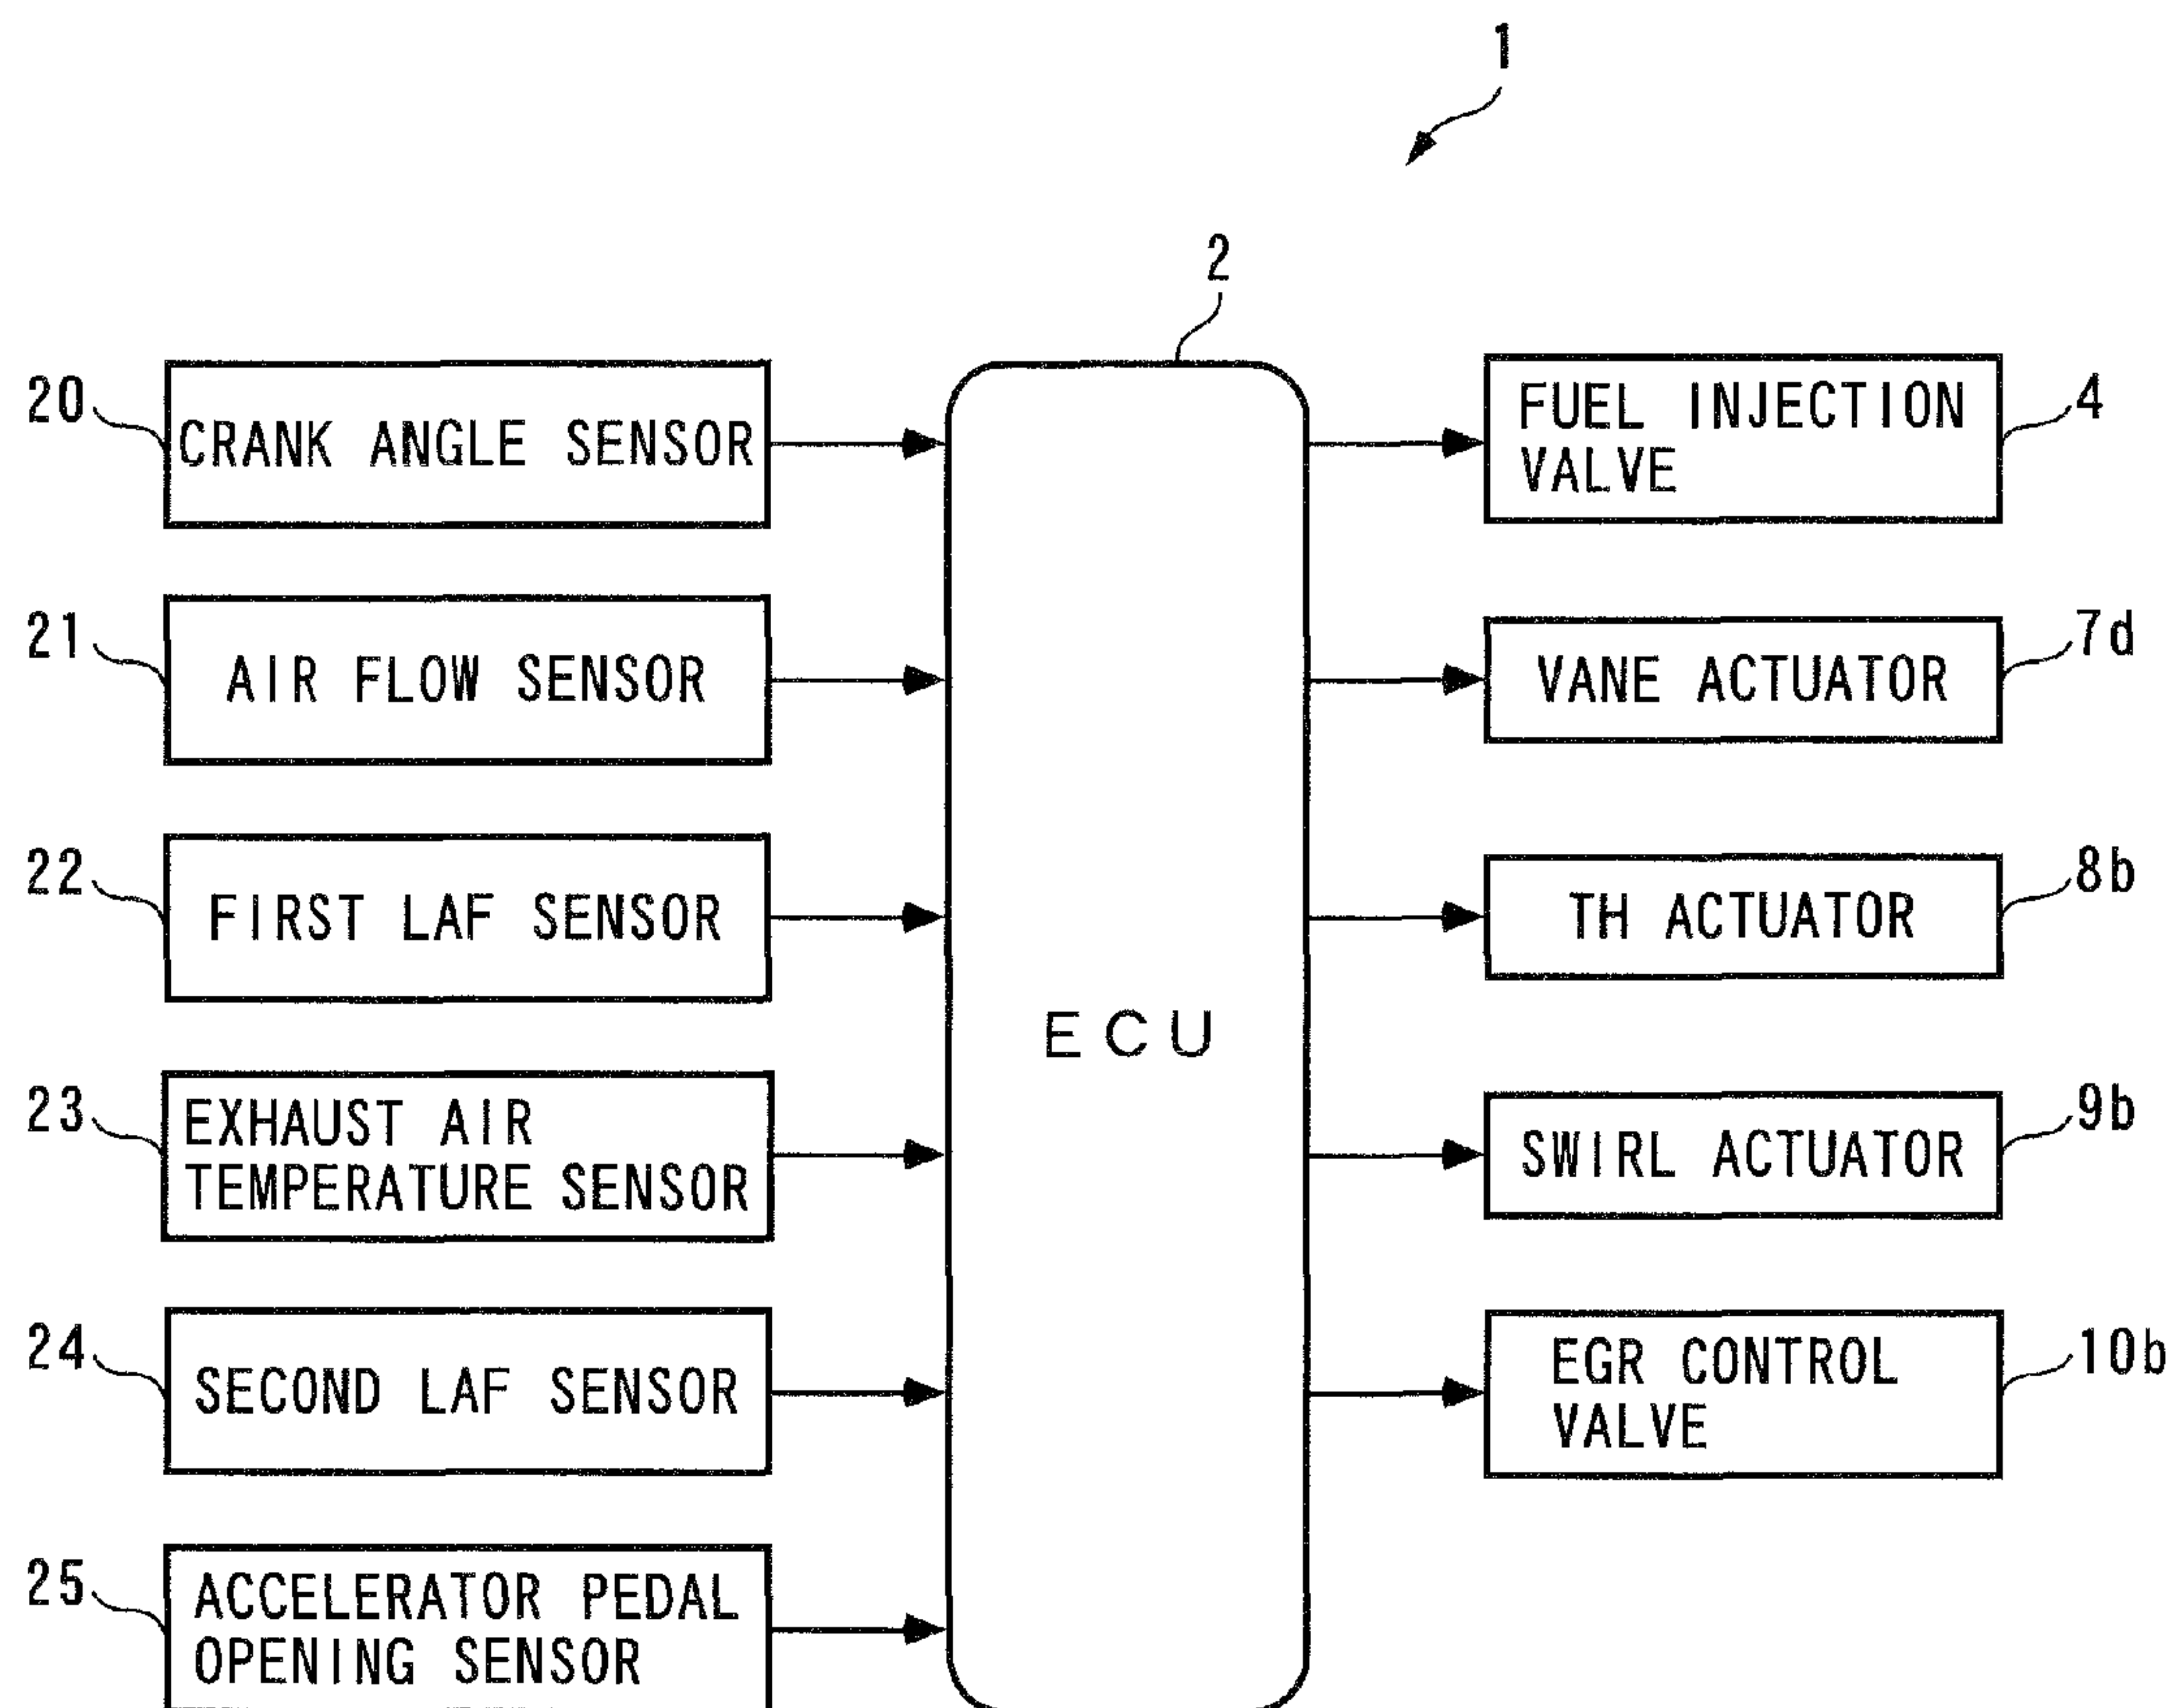 1
2
20
CRANK ANGLE SENSOR
21
AIR FLOW SENSOR
22
FIRST LAF SENSOR
23
EXHAUST AIR
TEMPERATURE SENSOR
24
SECOND LAF SENSOR
25
ACCELERATOR PEDAL
OPENING SENSOR
ECU
FUEL INJECTION
VALVE
4
VANE ACTUATOR
7d
TH ACTUATOR
8b
SWIRL ACTUATOR
9b
EGR CONTROL
VALVE
10b